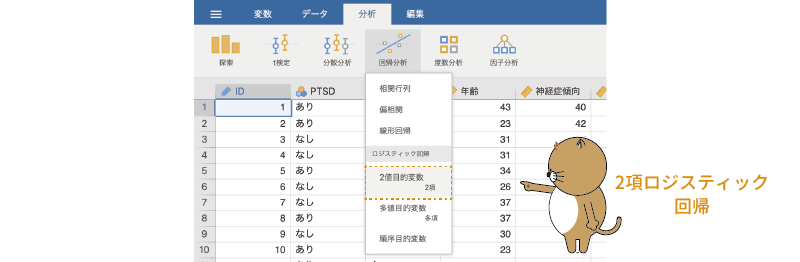 変数 データ 分析 編集
探索 t検定 分散分析 回帰分析 度数分析 因子分析
ID PTSD 年齢 神経症傾向
1 1 あり 43 40
2 2 あり 23 42
3 3 なし 31
4 4 なし 31
5 5 あり 34
6 6 なし 26
7 7 なし 37
8 8 あり 37
9 9 なし 30
10 10 あり 23
相関行列
偏相関
線形回帰
ロジスティック回帰
2値目的変数
2項
多値目的変数
多項
順序目的変数
2項ロジスティック
回帰